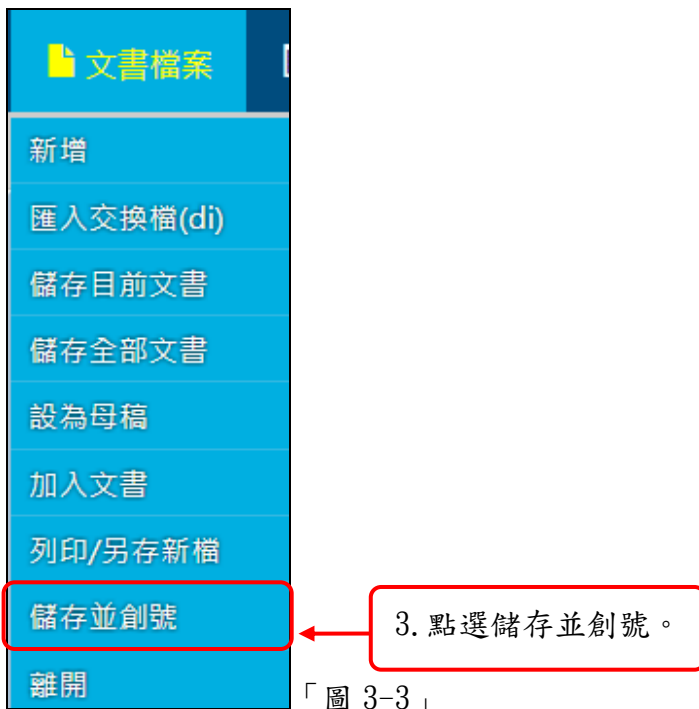 文書檔案
新增
匯入交換檔(di)
儲存目前文書
儲存全部文書
設為母稿
加入文書
列印/另存新檔
儲存並創號
3.點選儲存並創號。
離開
「圖 3-3」